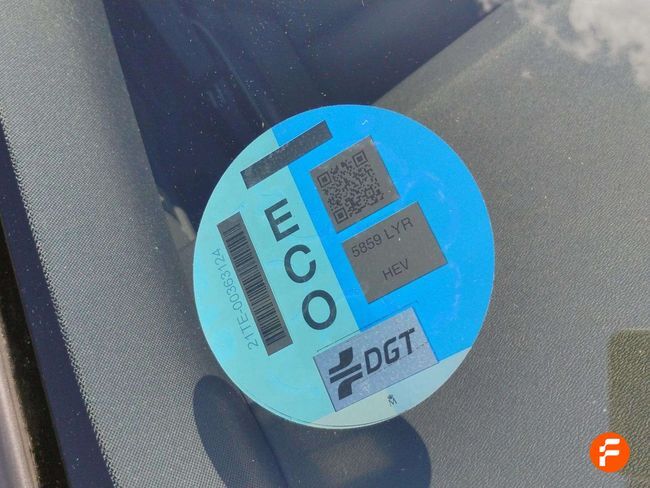 ECO
5859 LYR
HEV
21TE-00363124
DGT
M
F